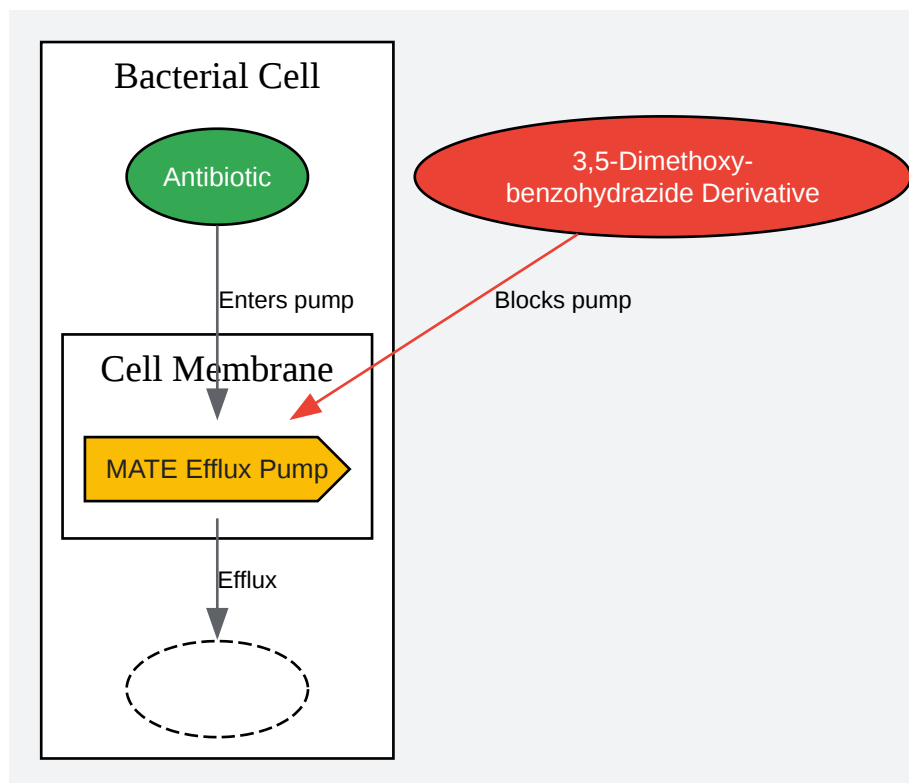 Bacterial Cell
Antibiotic
3,5-Dimethoxy-
benzohydrazide Derivative
Enters pump
Blocks pump
Cell Membrane
MATE Efflux Pump
Efflux